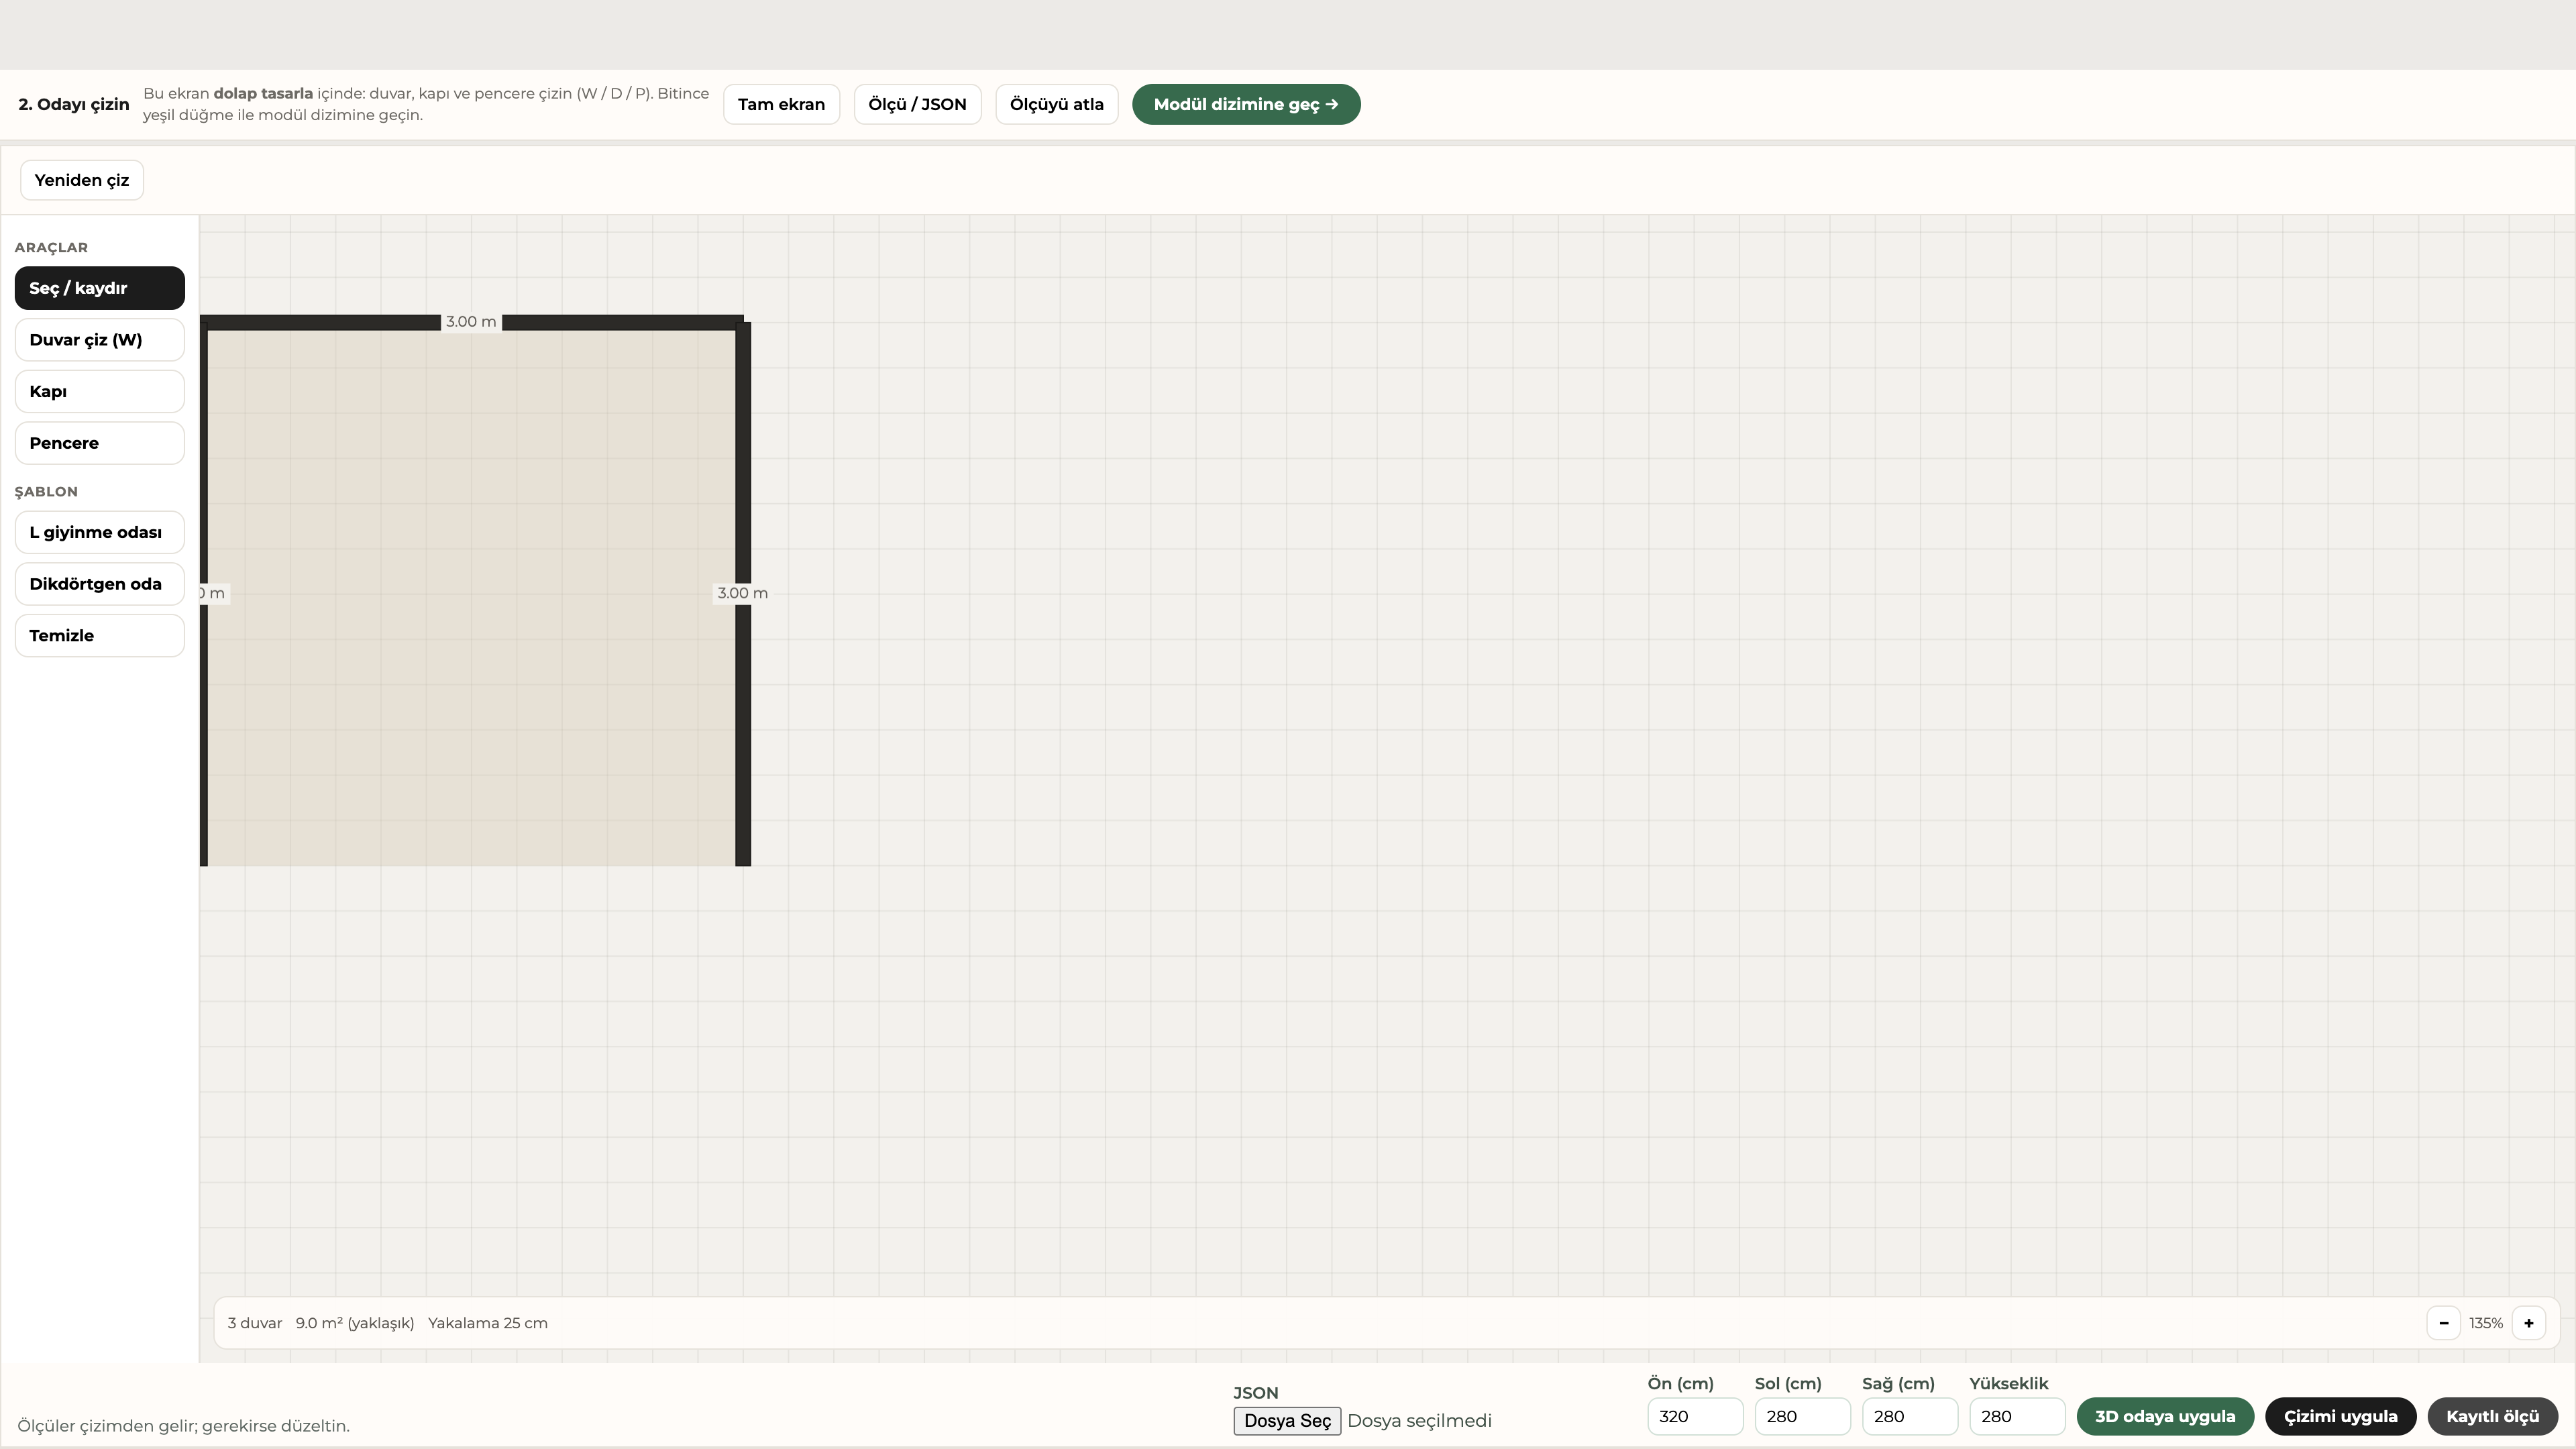 2. Odayı çizin
Bu ekran dolap tasarla içinde: duvar, kapı ve pencere çizin (W / D / P). Bitince
yeşil düğme ile modül dizimine geçin.
Tam ekran
Ölçü / JSON
Ölçüyü atla
Modül dizimine geç →
Yeniden çiz
ARAÇLAR
Seç / kaydır
Duvar çiz (W)
Kapı
Pencere
ŞABLON
L giyinme odası
Dikdörtgen oda
Temizle
3.00 m
0 m
3.00 m
3 duvar 9.0 m² (yaklaşık) Yakalama 25 cm
− 135% +
Ölçüler çizimden gelir; gerekirse düzeltin.
JSON
Dosya Seç Dosya seçilmedi
Ön (cm) Sol (cm) Sağ (cm) Yükseklik
320 280 280 280
3D odaya uygula
Çizimi uygula
Kayıtlı ölçü